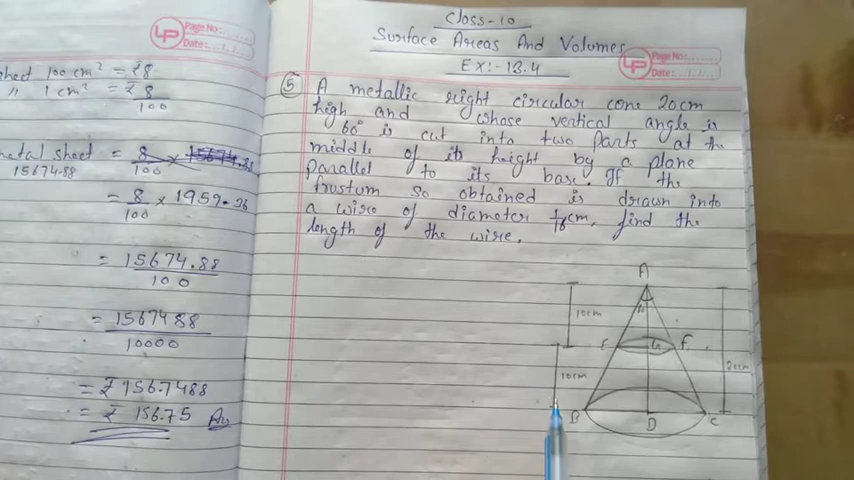 Page No:
Date:
sheet 100 cm² = ₹8
" 1 cm² = ₹ 8
100
metal sheet = 8 ×
15674.88 100
= 8 × 1959.36
100
= 15674.88
100
= 1567488
10000
= ₹ 156.7488
= ₹ 156.75 Ans
Class-10
Surface Areas And Volumes
Ex:-13.4
LP Page No.:
Date:
5 A metallic right circular cone 20cm
high and whose vertical angle is
60° is cut into two parts at the
middle of its height by a plane
parallel to its base. If the
frustum so obtained is drawn into
a wire of diameter 1/16 cm, find the
length of the wire.
A
10cm
E G F
20cm
10cm
B D C